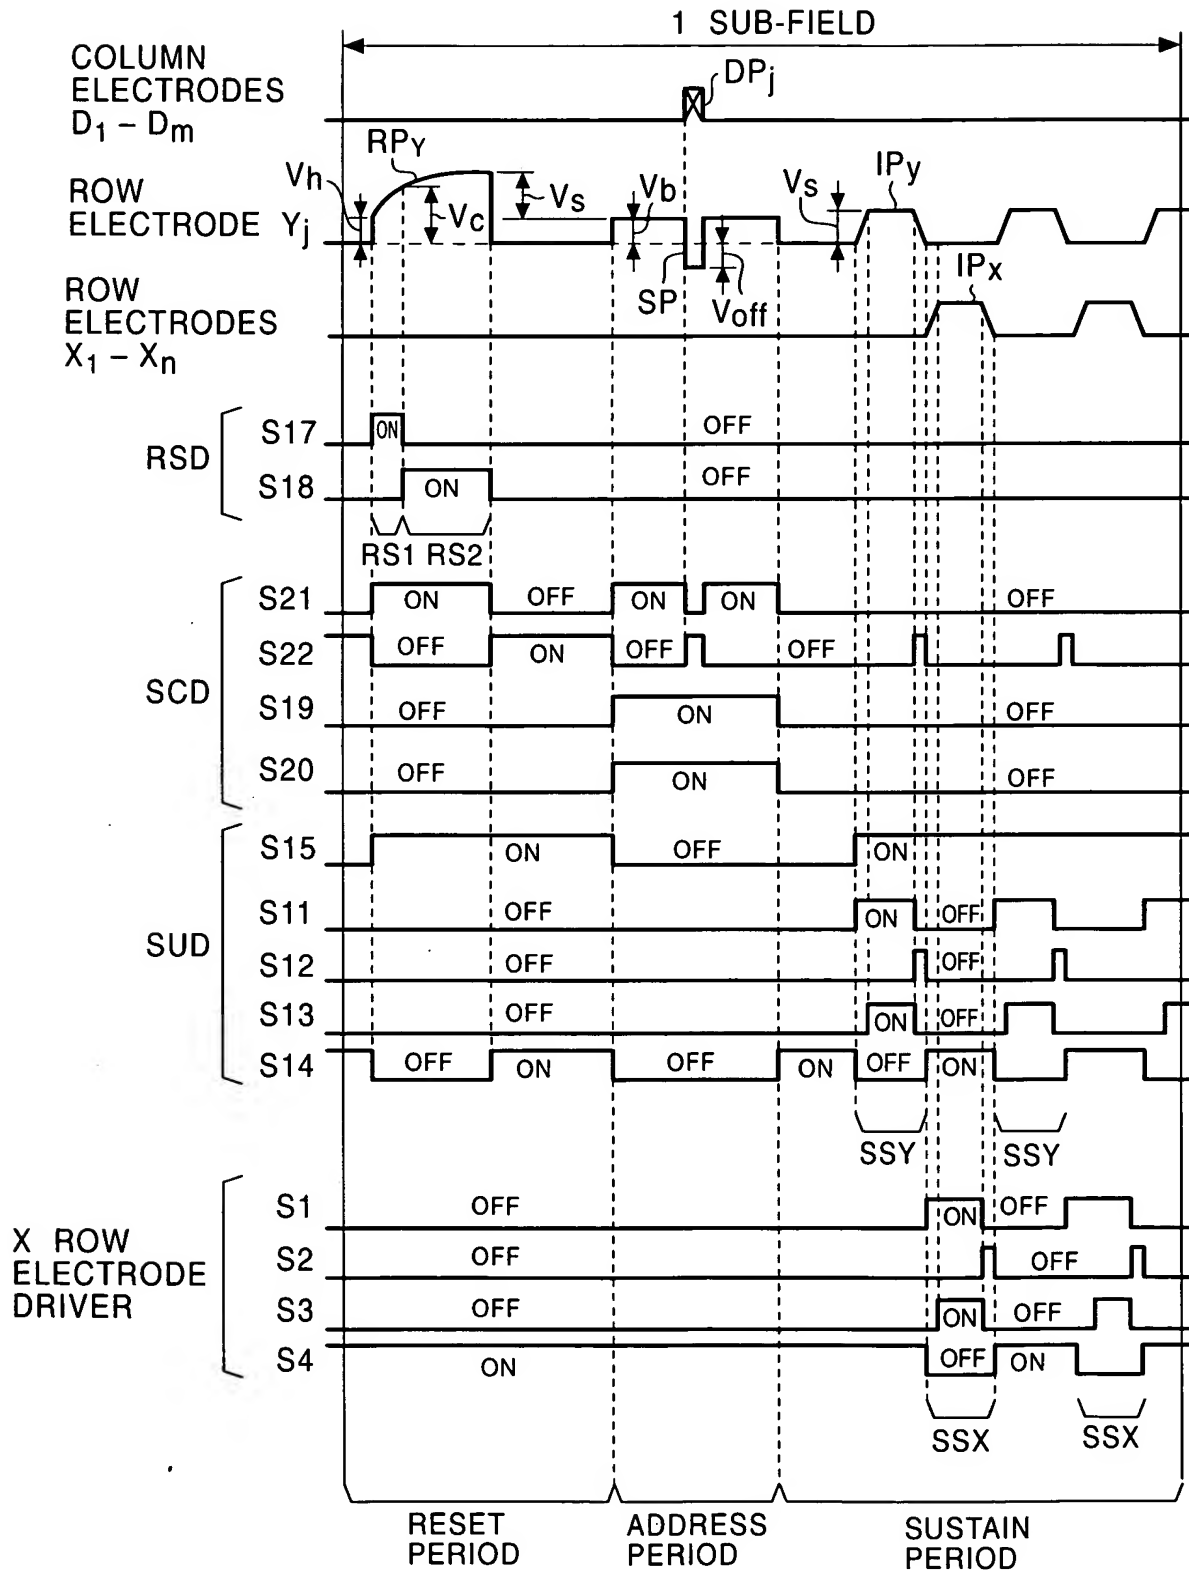 1 SUB-FIELD
COLUMN
ELECTRODES
D1 – Dm
DPj
ROW
ELECTRODE Yj
Vh
RPY
Vc
Vs
Vb
SP
Voff
Vs
IPy
ROW
ELECTRODES
X1 – Xn
IPx
RSD
S17 ON OFF
S18 ON OFF
RS1 RS2
SCD
S21 ON OFF ON ON OFF
S22 OFF ON OFF OFF
S19 OFF ON OFF
S20 OFF ON OFF
SUD
S15 ON OFF ON
S11 OFF ON OFF
S12 OFF OFF
S13 OFF ON OFF
S14 OFF ON OFF ON OFF ON
SSY SSY
X ROW
ELECTRODE
DRIVER
S1 OFF ON OFF
S2 OFF OFF
S3 OFF ON OFF
S4 ON OFF ON
SSX SSX
RESET
PERIOD
ADDRESS
PERIOD
SUSTAIN
PERIOD